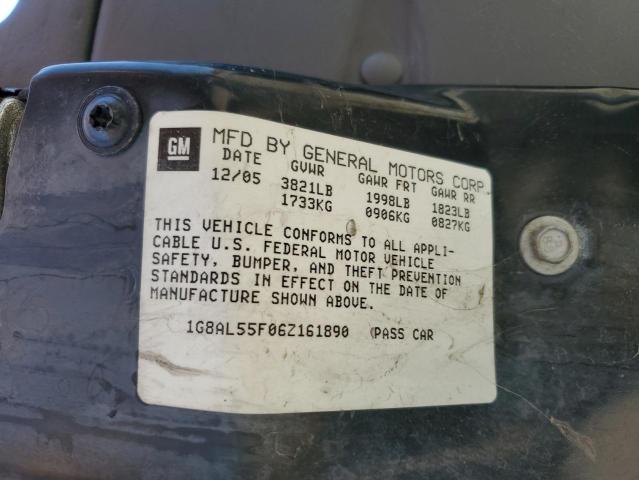 GM MFD BY GENERAL MOTORS CORP.
DATE GVWR GAWR FRT GAWR RR
12/05 3821LB 1998LB 1823LB
1733KG 0906KG 0827KG
THIS VEHICLE CONFORMS TO ALL APPLI-
CABLE U.S. FEDERAL MOTOR VEHICLE
SAFETY, BUMPER, AND THEFT PREVENTION
STANDARDS IN EFFECT ON THE DATE OF
MANUFACTURE SHOWN ABOVE.
1G8AL55F06Z161890 PASS CAR